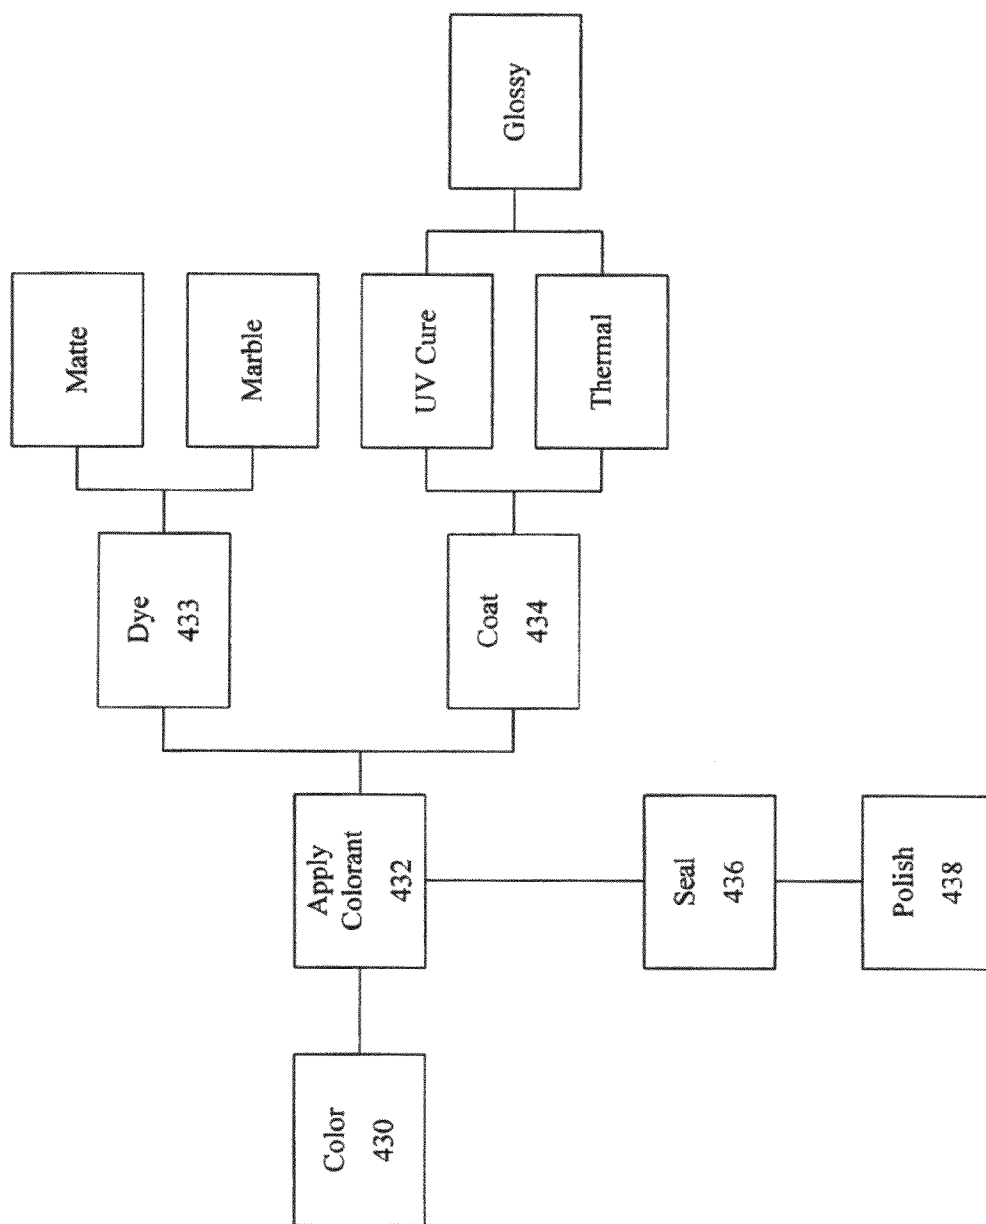 Color
430
Apply
Colorant
432
Dye
433
Matte
Marble
Coat
434
UV Cure
Thermal
Glossy
Seal
436
Polish
438